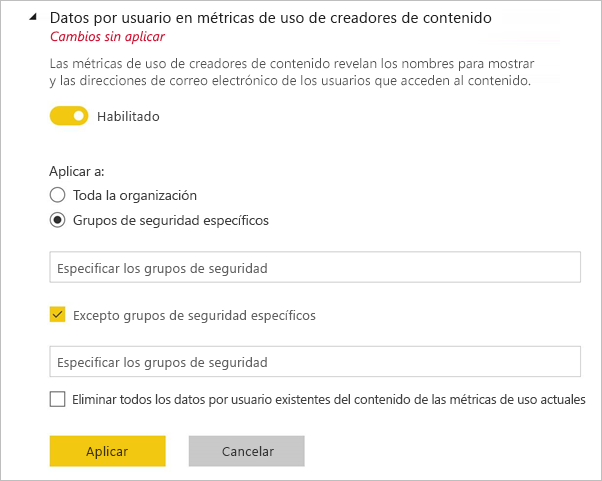 Datos por usuario en métricas de uso de creadores de contenido
Cambios sin aplicar
Las métricas de uso de creadores de contenido revelan los nombres para mostrar
y las direcciones de correo electrónico de los usuarios que acceden al contenido.
Habilitado
Aplicar a:
Toda la organización
Grupos de seguridad específicos
Especificar los grupos de seguridad
Excepto grupos de seguridad específicos
Especificar los grupos de seguridad
Eliminar todos los datos por usuario existentes del contenido de las métricas de uso actuales
Aplicar
Cancelar